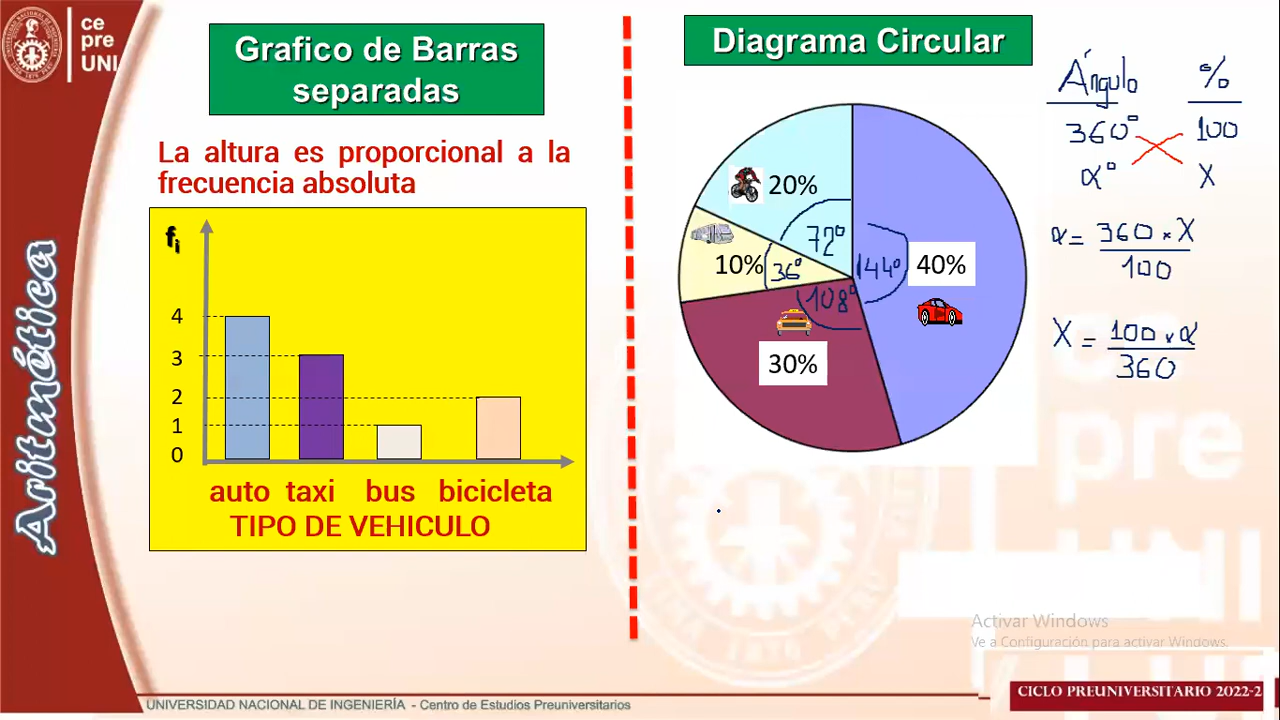 ce
pre
UNI
Aritmética
Grafico de Barras
separadas
La altura es proporcional a la
frecuencia absoluta
fi
4
3
2
1
0
auto taxi bus bicicleta
TIPO DE VEHICULO
Diagrama Circular
20%
72°
10%
36°
144°
40%
108°
30%
Ángulo %
360° 100
α° X
α = 360 × X
100
X = 100 × α
360
pre
Activar Windows
Ve a Configuración para activar Windows.
UNIVERSIDAD NACIONAL DE INGENIERÍA - Centro de Estudios Preuniversitarios
CICLO PREUNIVERSITARIO 2022-2